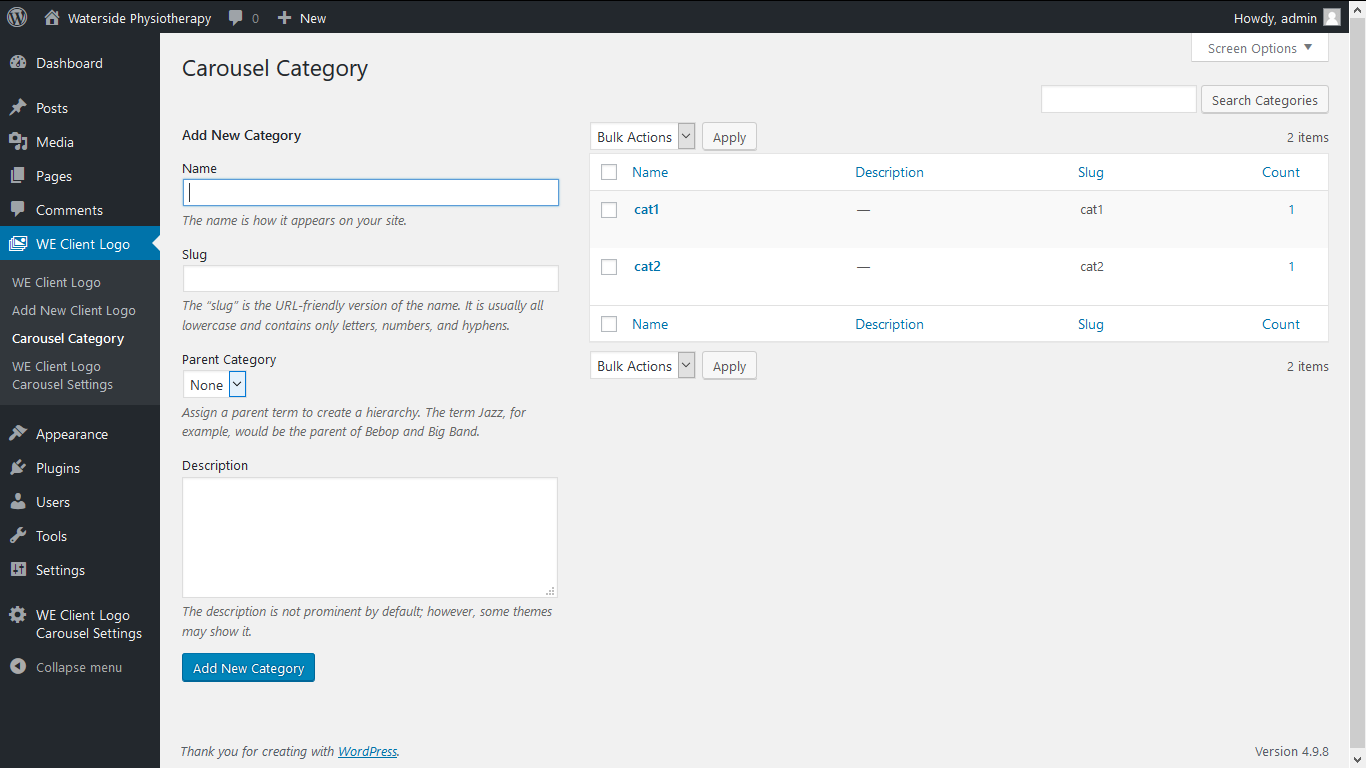 Waterside Physiotherapy 0 New Howdy, admin
Dashboard
Posts
Media
Pages
Comments
WE Client Logo
WE Client Logo
Add New Client Logo
Carousel Category
WE Client Logo
Carousel Settings
Appearance
Plugins
Users
Tools
Settings
WE Client Logo
Carousel Settings
Collapse menu
Screen Options
Carousel Category
Search Categories
Add New Category
Name
The name is how it appears on your site.
Slug
The “slug” is the URL-friendly version of the name. It is usually all
lowercase and contains only letters, numbers, and hyphens.
Parent Category
None
Assign a parent term to create a hierarchy. The term Jazz, for
example, would be the parent of Bebop and Big Band.
Description
The description is not prominent by default; however, some themes
may show it.
Add New Category
Bulk Actions Apply 2 items
Name Description Slug Count
cat1 — cat1 1
cat2 — cat2 1
Name Description Slug Count
Bulk Actions Apply 2 items
Thank you for creating with WordPress. Version 4.9.8